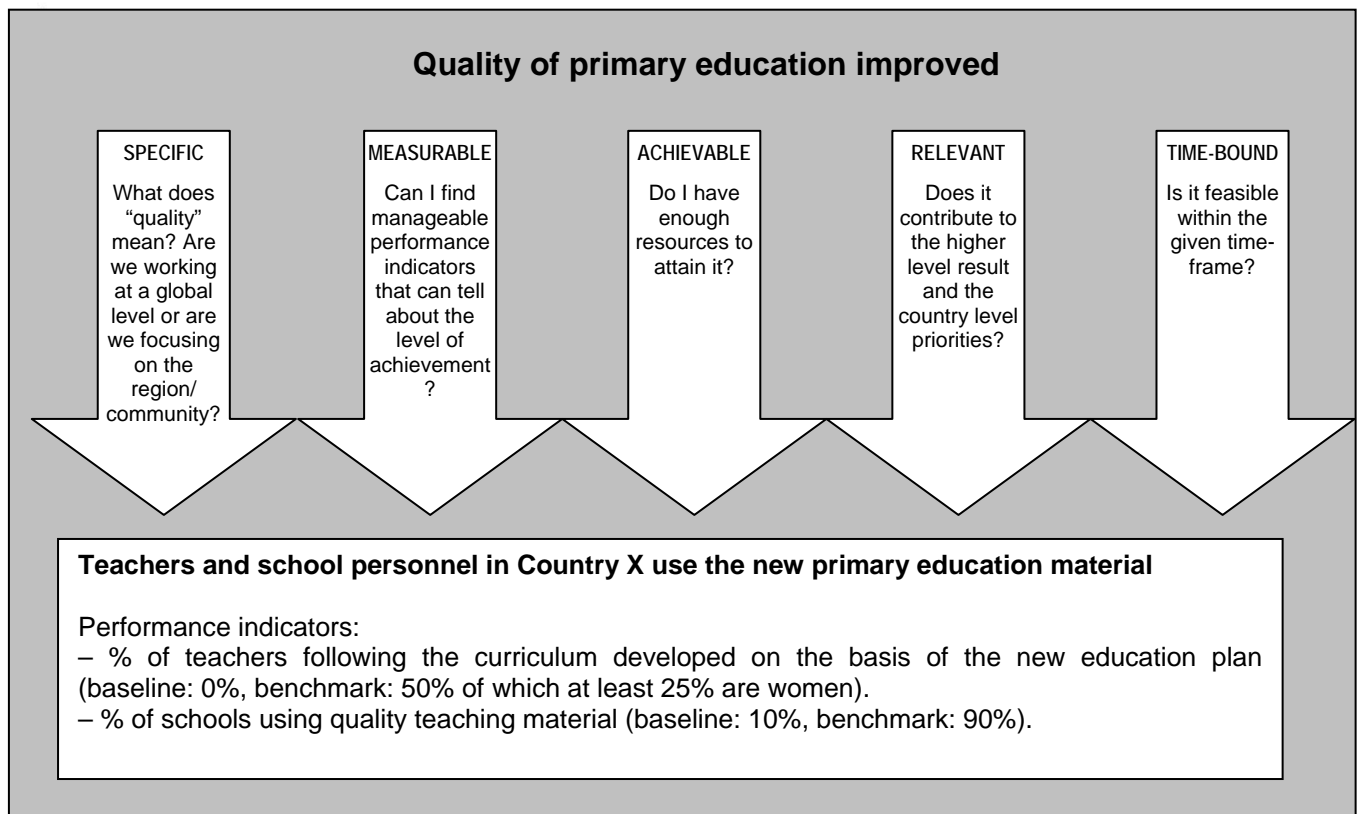 Quality of primary education improved
SPECIFIC
What does
“quality”
mean? Are
we working
at a global
level or are
we focusing
on the
region/
community?
MEASURABLE
Can I find
manageable
performance
indicators
that can tell
about the
level of
achievement
?
ACHIEVABLE
Do I have
enough
resources to
attain it?
RELEVANT
Does it
contribute to
the higher
level result
and the
country level
priorities?
TIME-BOUND
Is it feasible
within the
given time-
frame?
Teachers and school personnel in Country X use the new primary education material
Performance indicators:
– % of teachers following the curriculum developed on the basis of the new education plan
(baseline: 0%, benchmark: 50% of which at least 25% are women).
– % of schools using quality teaching material (baseline: 10%, benchmark: 90%).